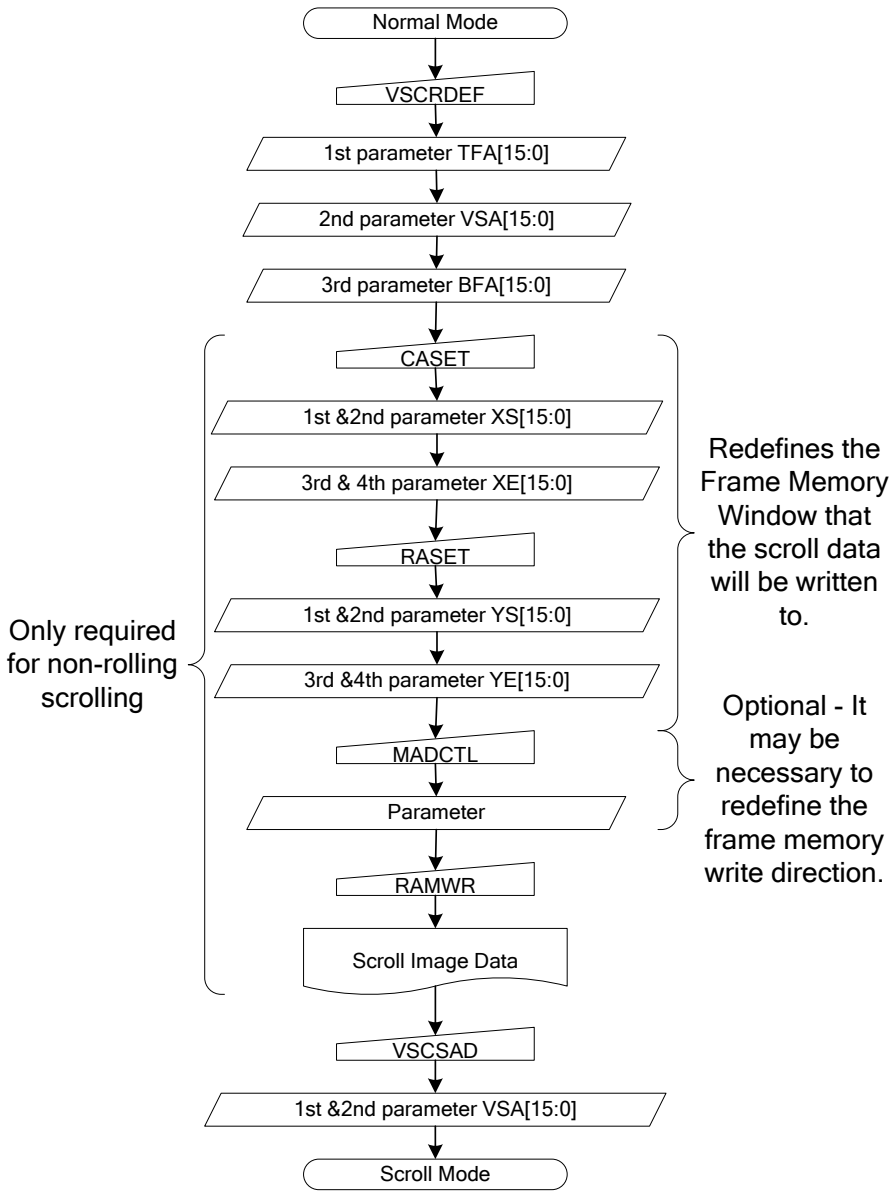 Normal Mode
VSCRDEF
1st parameter TFA[15:0]
2nd parameter VSA[15:0]
3rd parameter BFA[15:0]
CASET
1st &2nd parameter XS[15:0]
3rd & 4th parameter XE[15:0]
RASET
1st &2nd parameter YS[15:0]
3rd &4th parameter YE[15:0]
MADCTL
Parameter
RAMWR
Scroll Image Data
VSCSAD
1st &2nd parameter VSA[15:0]
Scroll Mode
Only required
for non-rolling
scrolling
Redefines the
Frame Memory
Window that
the scroll data
will be written
to.
Optional - It
may be
necessary to
redefine the
frame memory
write direction.